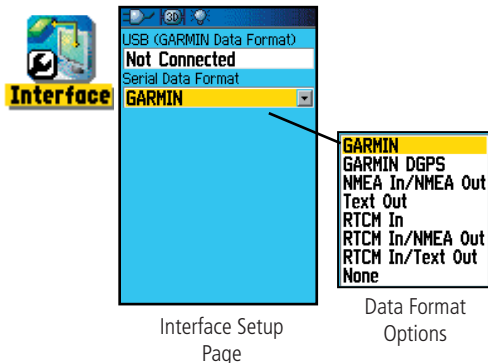 Interface
3D
USB (GARMIN Data Format)
Not Connected
Serial Data Format
GARMIN
GARMIN
GARMIN DGPS
NMEA In/NMEA Out
Text Out
RTCM In
RTCM In/NMEA Out
RTCM In/Text Out
None
Interface Setup
Page
Data Format
Options